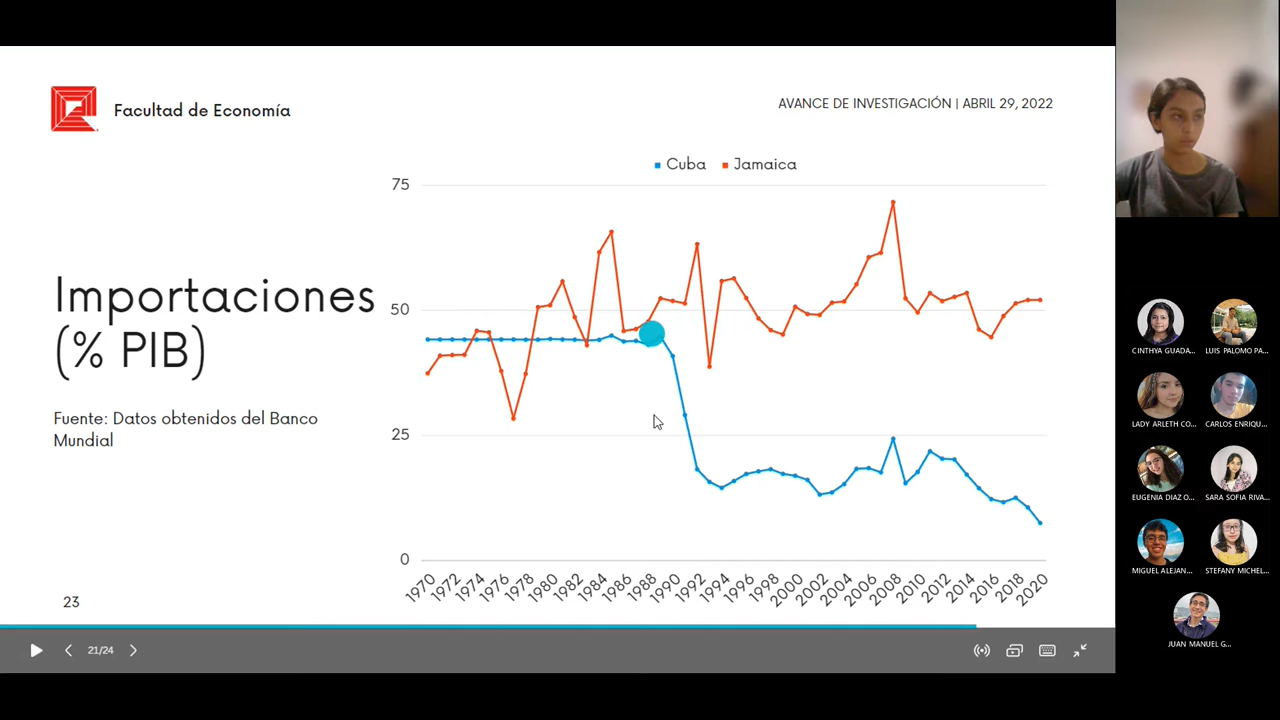 Facultad de Economía
AVANCE DE INVESTIGACIÓN | ABRIL 29, 2022
Cuba
Jamaica
Importaciones
(% PIB)
Fuente: Datos obtenidos del Banco
Mundial
75
50
25
0
1970
1972
1974
1976
1978
1980
1982
1984
1986
1988
1990
1992
1994
1996
1998
2000
2002
2004
2006
2008
2010
2012
2014
2016
2018
2020
23
21/24
CINTHYA GUADA...
LUIS PALOMO PA...
LADY ARLETH CO...
CARLOS ENRIQU...
EUGENIA DIAZ O...
SARA SOFIA RIVA...
MIGUEL ALEJAN...
STEFANY MICHEL...
JUAN MANUEL G...